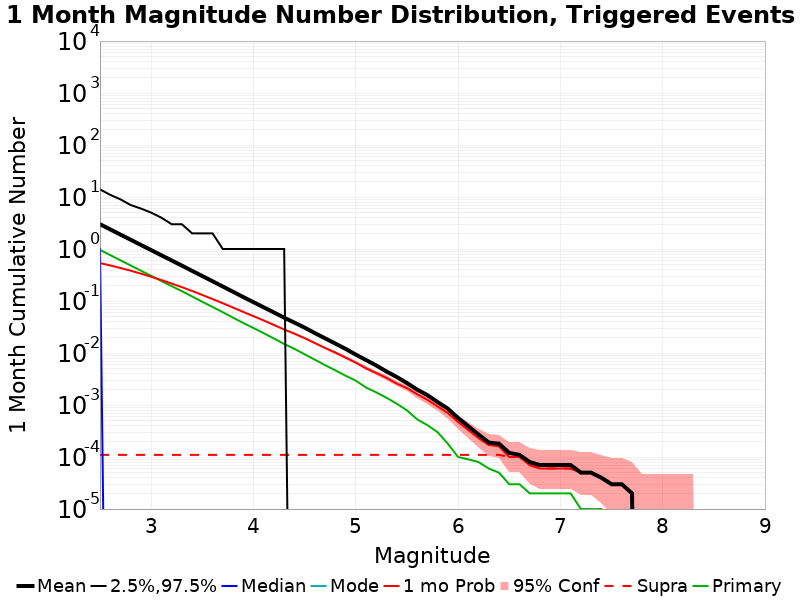 1 Month Magnitude Number Distribution, Triggered Events
1 Month Cumulative Number
10^4
10^3
10^2
10^1
10^0
10^-1
10^-2
10^-3
10^-4
10^-5
3 4 5 6 7 8 9
Magnitude
Mean 2.5%,97.5% Median Mode 1 mo Prob 95% Conf Supra Primary